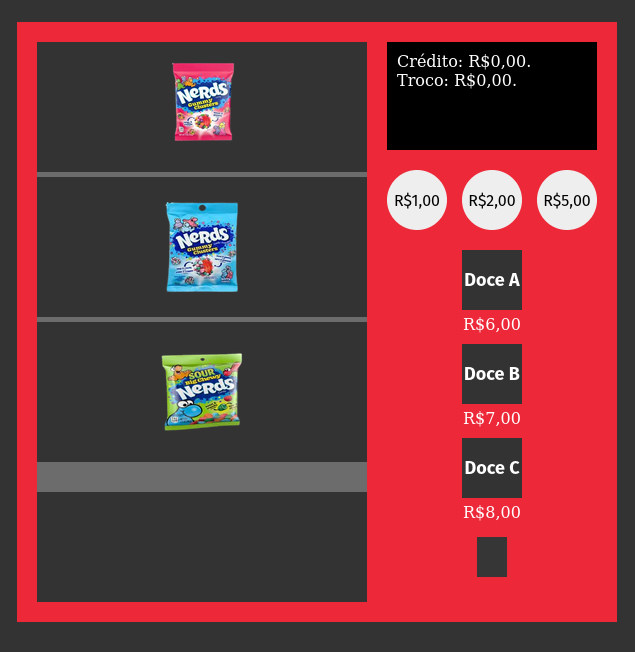 NERDS
Gummy
Clusters
NERDS
Gummy
Clusters
SOUR
Big Chewy
NERDS
Crédito: R$0,00.
Troco: R$0,00.
R$1,00 R$2,00 R$5,00
Doce A
R$6,00
Doce B
R$7,00
Doce C
R$8,00